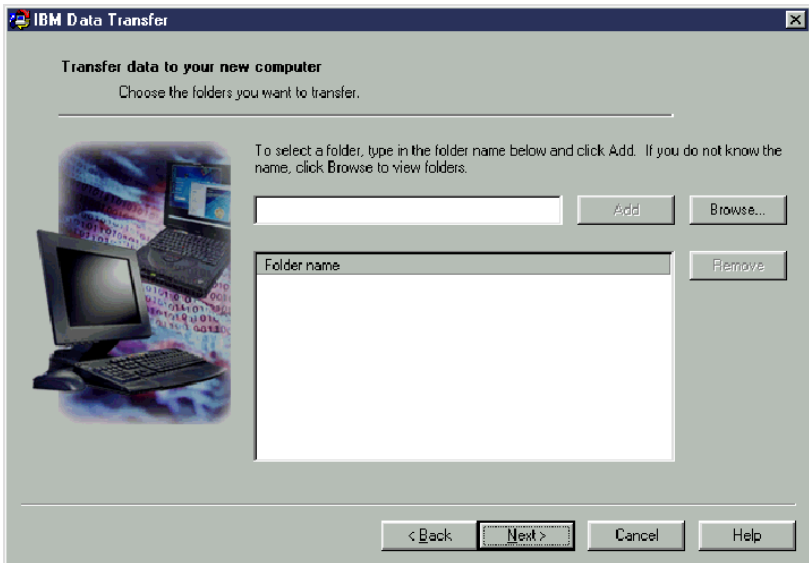 IBM Data Transfer
Transfer data to your new computer
Choose the folders you want to transfer.
To select a folder, type in the folder name below and click Add. If you do not know the
name, click Browse to view folders.
Add
Browse...
Folder name
Remove
< Back
Next >
Cancel
Help